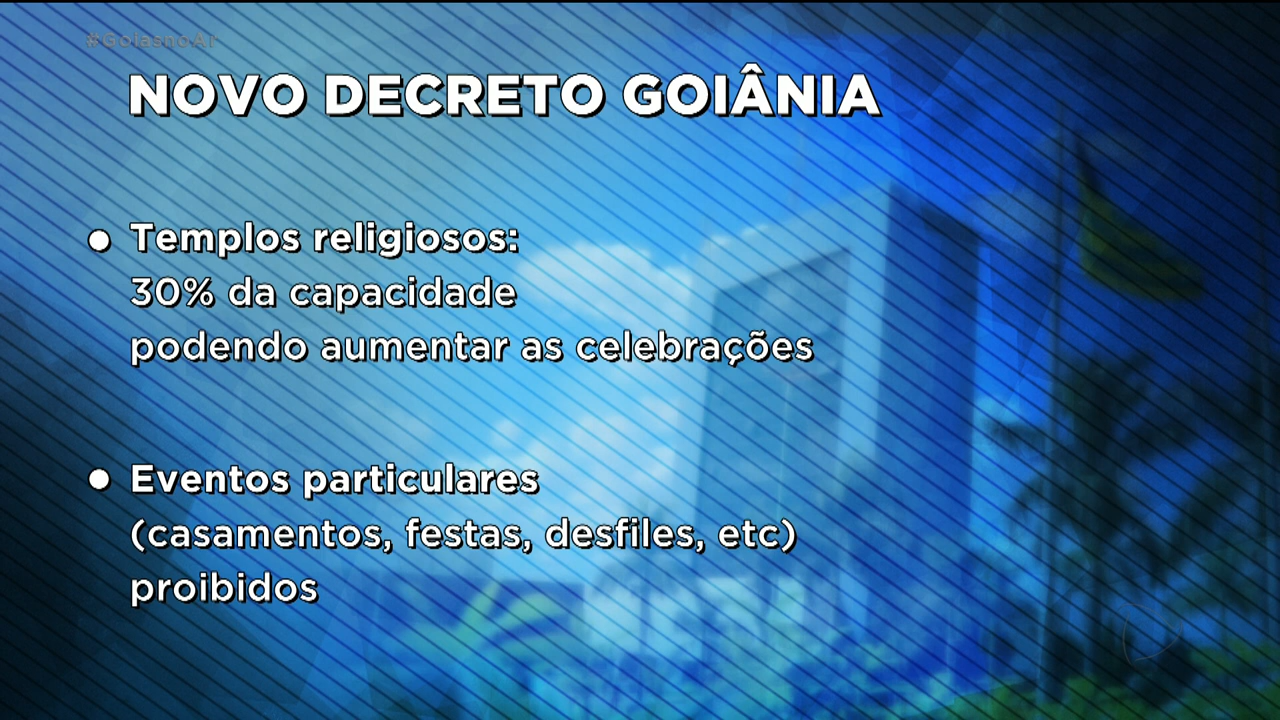 #GoiasnoAr
NOVO DECRETO GOIÂNIA
● Templos religiosos:
30% da capacidade
podendo aumentar as celebrações
● Eventos particulares
(casamentos, festas, desfiles, etc)
proibidos